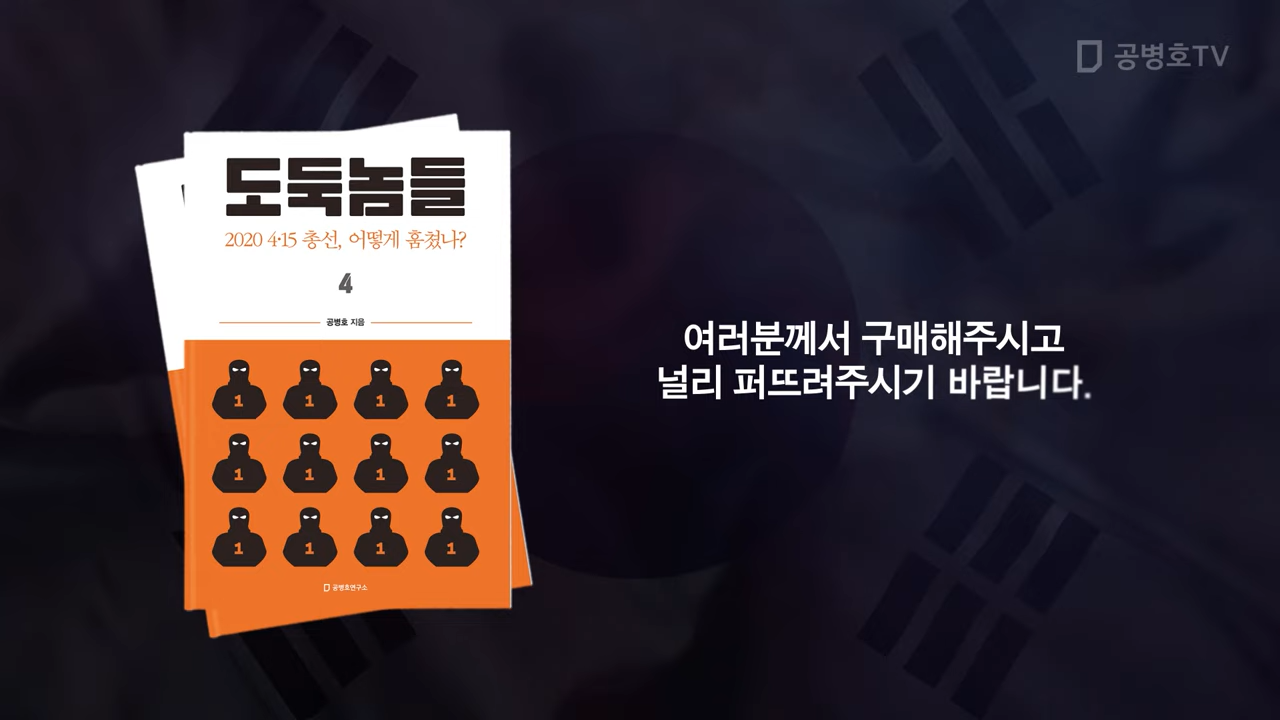 공병호TV
도둑놈들
2020 4·15 총선, 어떻게 훔쳤나?
4
공병호 지음
1 1 1 1
1 1 1 1
1 1 1 1
공병호연구소
여러분께서 구매해주시고
널리 퍼뜨려주시기 바랍니다.